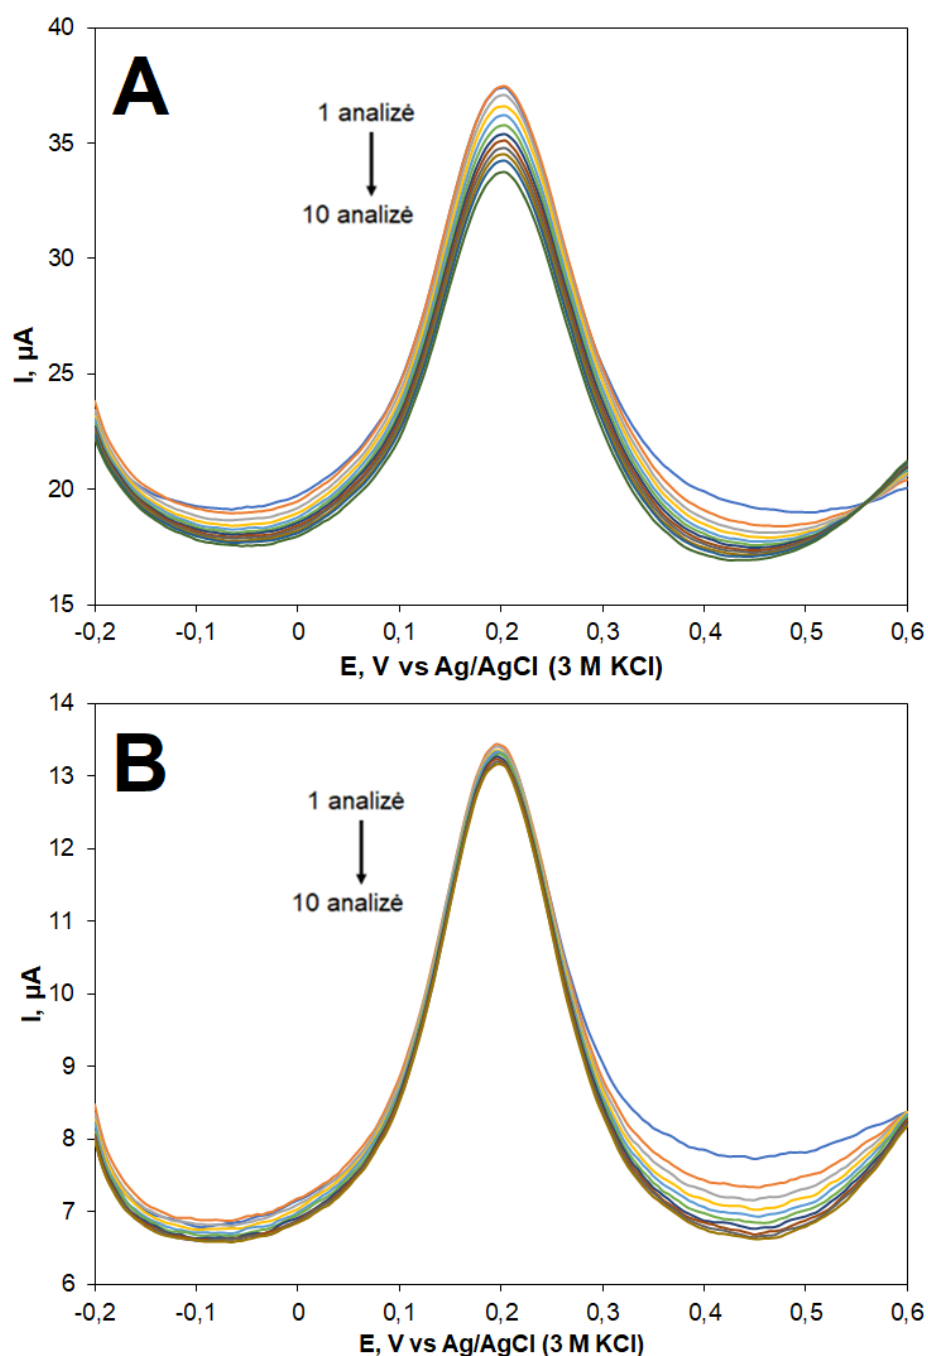 A
1 analizė
10 analizė
I, µA
40
35
30
25
20
15
-0,2 -0,1 0 0,1 0,2 0,3 0,4 0,5 0,6
E, V vs Ag/AgCl (3 M KCl)
B
1 analizė
10 analizė
I, µA
14
13
12
11
10
9
8
7
6
-0,2 -0,1 0 0,1 0,2 0,3 0,4 0,5 0,6
E, V vs Ag/AgCl (3 M KCl)